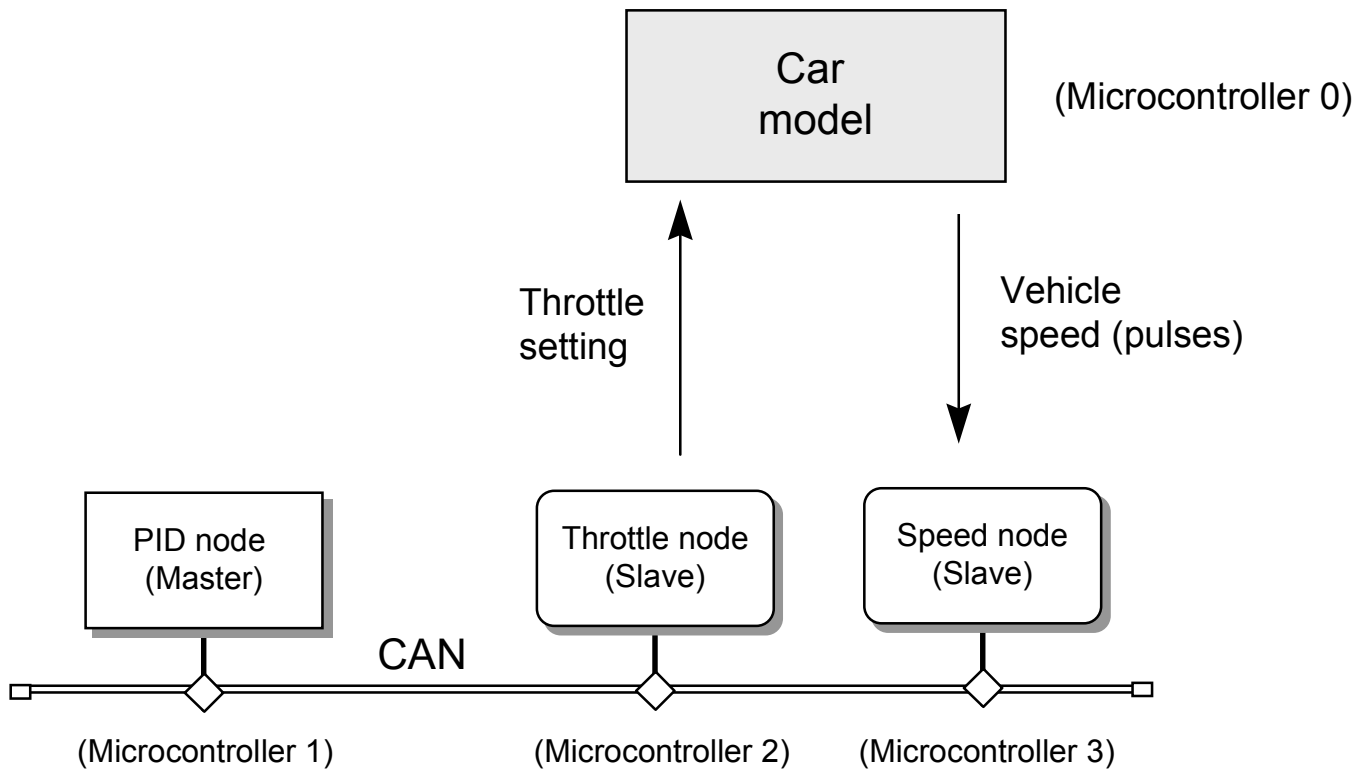 Car
model
(Microcontroller 0)
Throttle
setting
Vehicle
speed (pulses)
PID node
(Master)
Throttle node
(Slave)
Speed node
(Slave)
CAN
(Microcontroller 1)
(Microcontroller 2)
(Microcontroller 3)